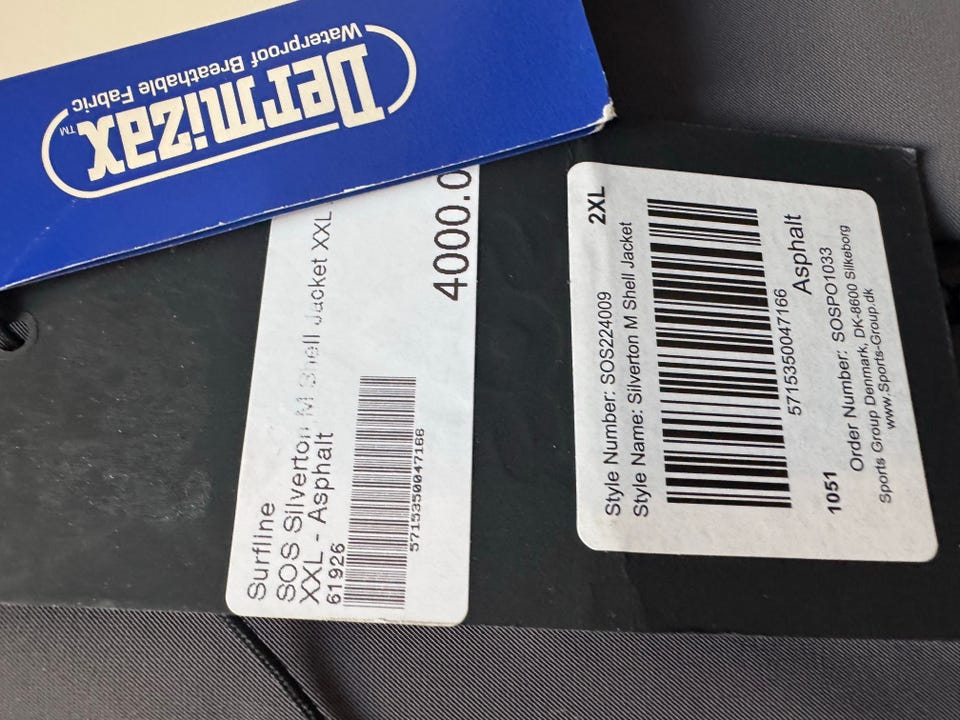 Dermizax™
Waterproof Breathable Fabric
Surfline
SOS Silverton M Shell Jacket XXL
XXL - Asphalt
61926
5715350047166
4000.0
2XL
Style Number: SOS224009
Style Name: Silverton M Shell Jacket
5715350047166
Asphalt
1051
Order Number: SOSPO1033
Sports Group Denmark, DK-8600 Silkeborg
www.Sports-Group.dk